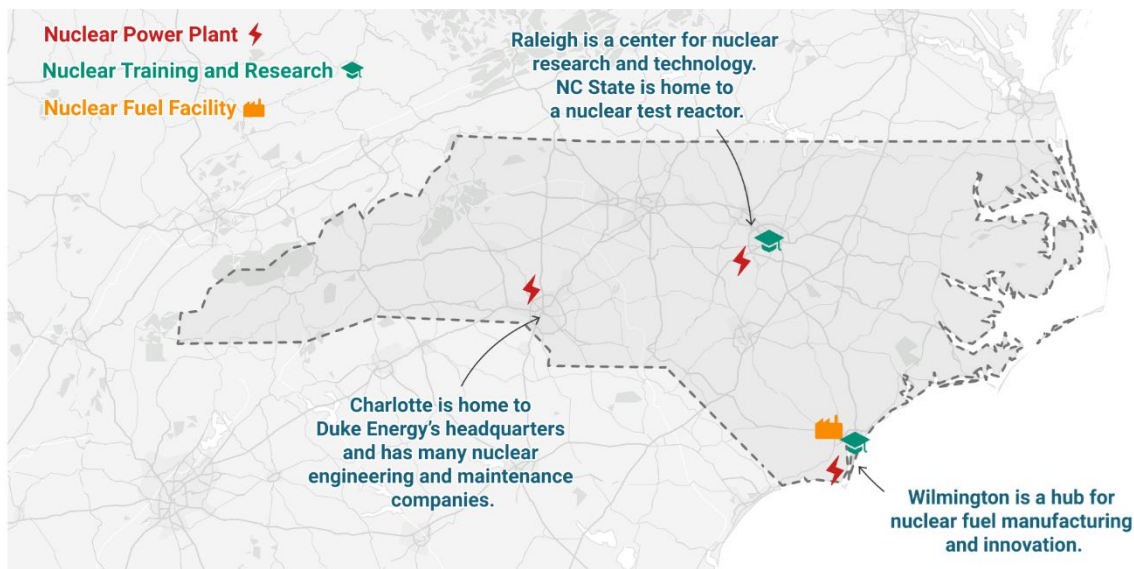 Nuclear Power Plant
Nuclear Training and Research
Nuclear Fuel Facility
Raleigh is a center for nuclear
research and technology.
NC State is home to
a nuclear test reactor.
Charlotte is home to
Duke Energy’s headquarters
and has many nuclear
engineering and maintenance
companies.
Wilmington is a hub for
nuclear fuel manufacturing
and innovation.